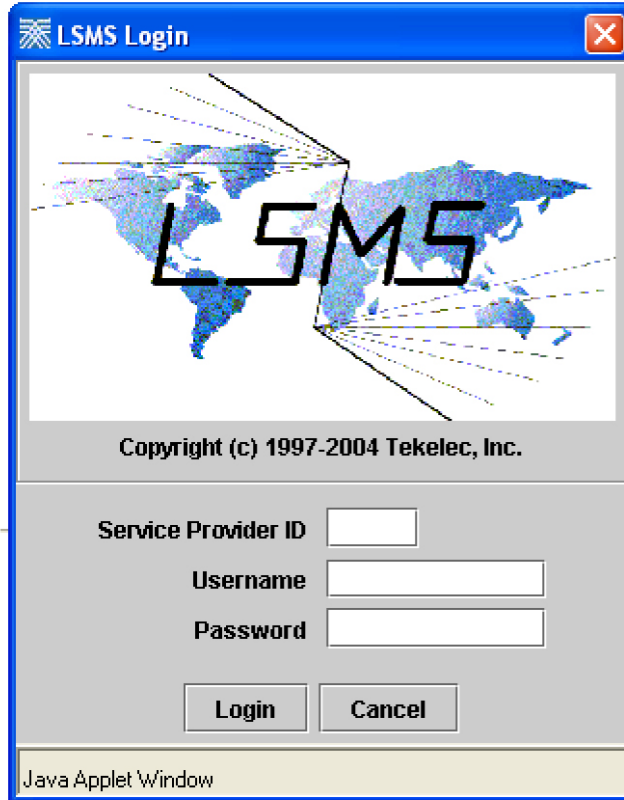 LSMS Login
LSMS
Copyright (c) 1997-2004 Tekelec, Inc.
Service Provider ID
Username
Password
Login Cancel
Java Applet Window